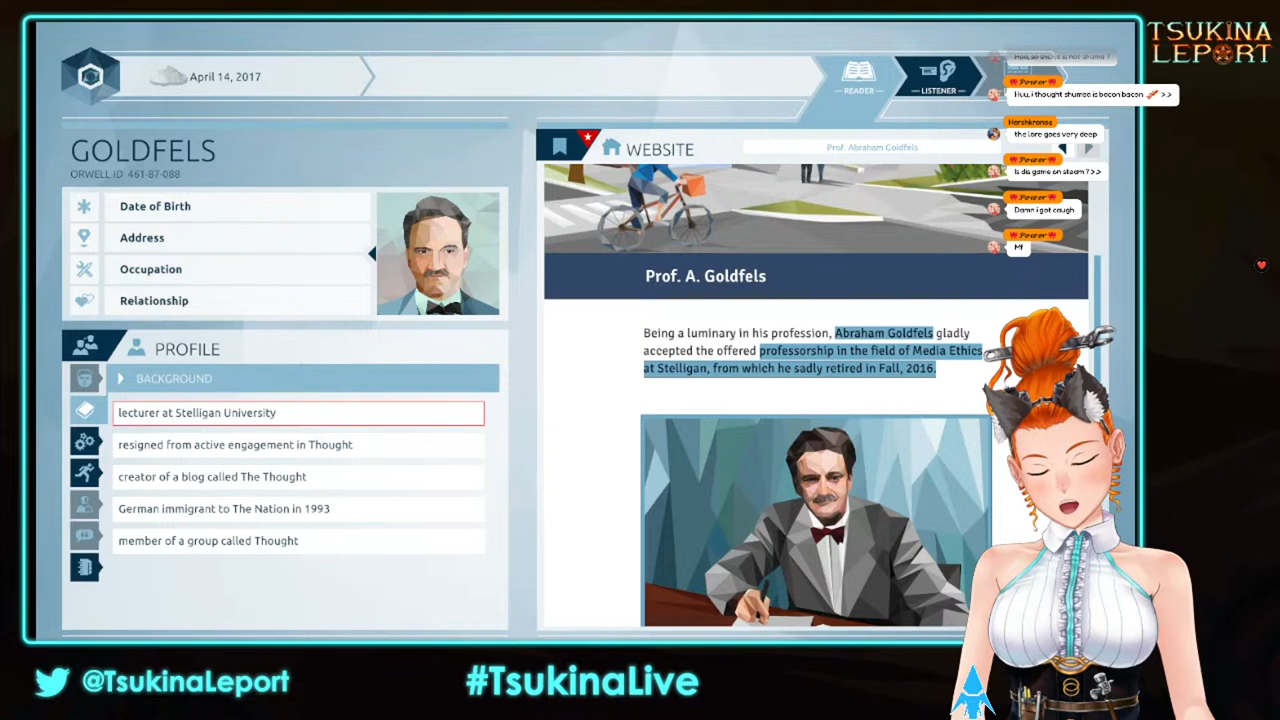 TSUKINA
LEPORT
April 14, 2017
READER
LISTENER
Huu, i thought shumee is bacon bacon 🥓 >.>
Harshkronos
the lore goes very deep
Pewer
Is dis game on steam ? >.>
Damn i got cough
Mf
GOLDFELS
ORWELL ID 461-87-088
Date of Birth
Address
Occupation
Relationship
PROFILE
BACKGROUND
lecturer at Stelligan University
resigned from active engagement in Thought
creator of a blog called The Thought
German immigrant to The Nation in 1993
member of a group called Thought
WEBSITE
Prof. Abraham Goldfels
Prof. A. Goldfels
Being a luminary in his profession, Abraham Goldfels gladly
accepted the offered professorship in the field of Media Ethics
at Stelligan, from which he sadly retired in Fall, 2016.
@TsukinaLeport
#TsukinaLive